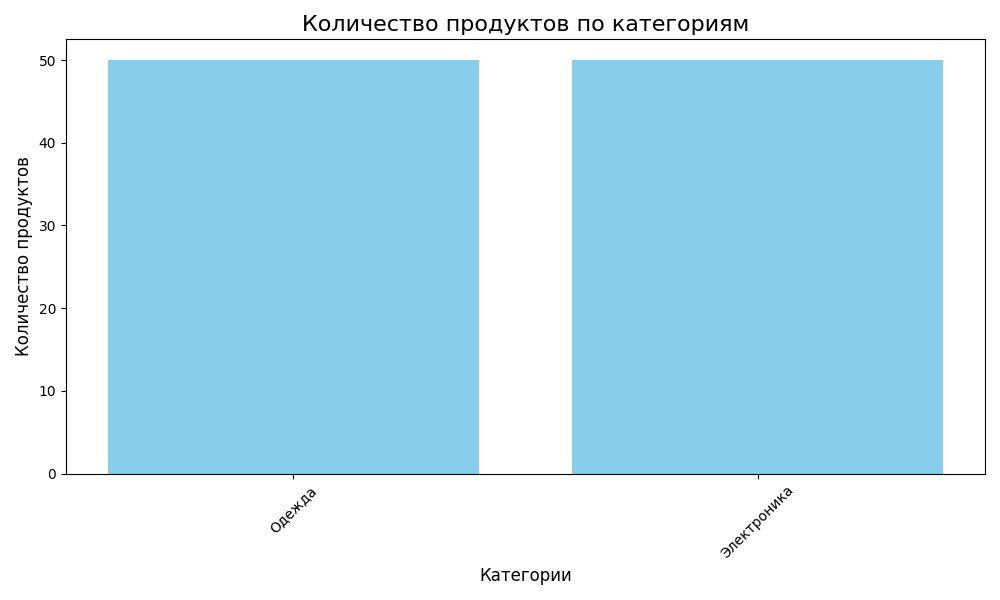 Количество продуктов по категориям
Количество продуктов
50
40
30
20
10
0
Одежда
Электроника
Категории